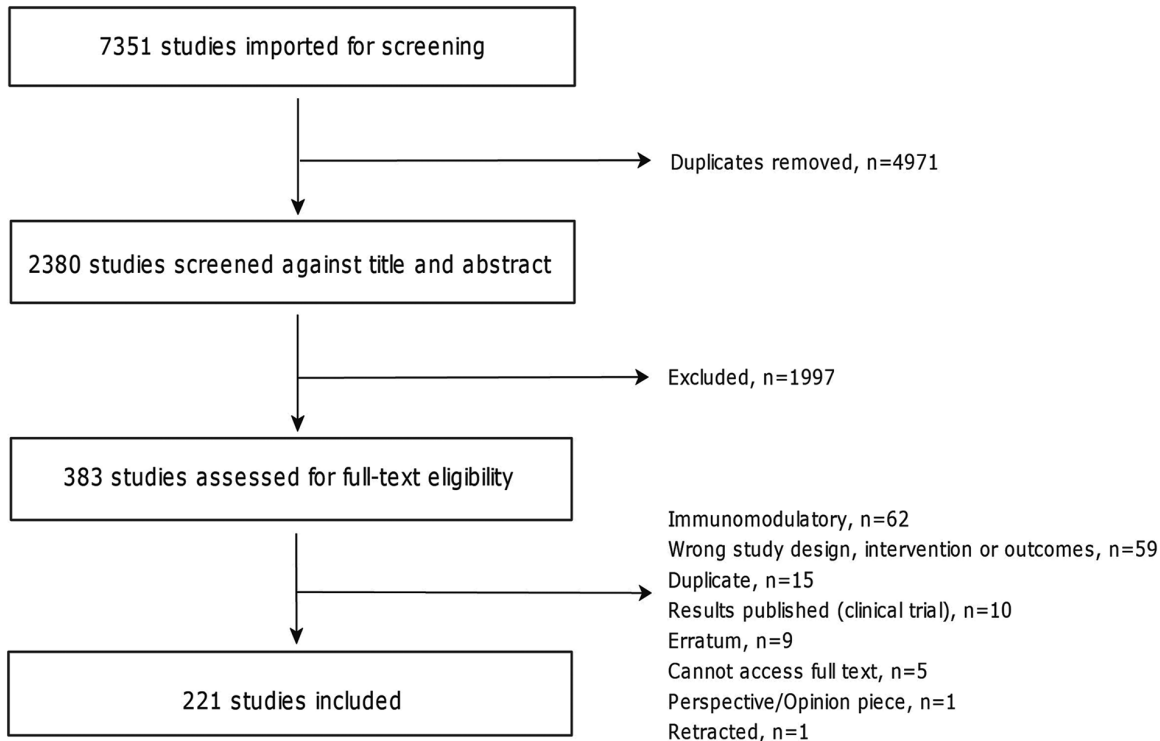 7351 studies imported for screening
Duplicates removed, n=4971
2380 studies screened against title and abstract
Excluded, n=1997
383 studies assessed for full-text eligibility
Immunomodulatory, n=62
Wrong study design, intervention or outcomes, n=59
Duplicate, n=15
Results published (clinical trial), n=10
Erratum, n=9
Cannot access full text, n=5
Perspective/Opinion piece, n=1
Retracted, n=1
221 studies included